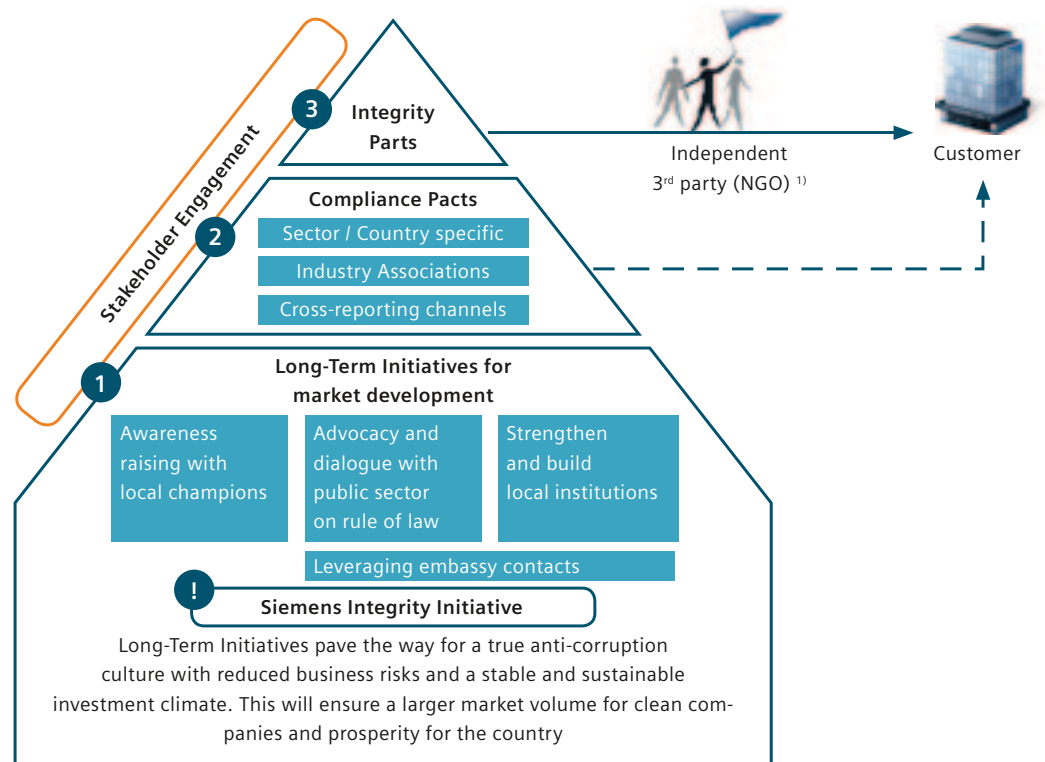 Stakeholder Engagement
3
Integrity
Parts
Independent
3rd party (NGO) 1)
Customer
2
Compliance Pacts
Sector / Country specific
Industry Associations
Cross-reporting channels
1
Long-Term Initiatives for
market development
Awareness
raising with
local champions
Advocacy and
dialogue with
public sector
on rule of law
Strengthen
and build
local institutions
Leveraging embassy contacts
!
Siemens Integrity Initiative
Long-Term Initiatives pave the way for a true anti-corruption
culture with reduced business risks and a stable and sustainable
investment climate. This will ensure a larger market volume for clean com-
panies and prosperity for the country